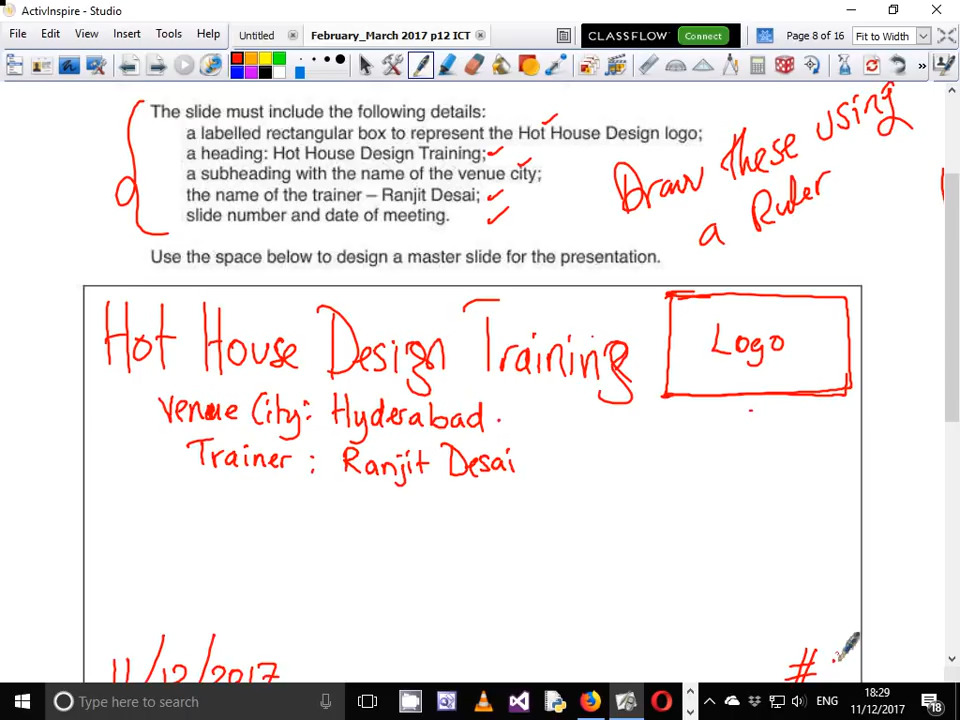 ActivInspire - Studio
File Edit View Insert Tools Help Untitled February_March 2017 p12 ICT CLASSFLOW Connect Page 8 of 16 Fit to Width
The slide must include the following details:
a labelled rectangular box to represent the Hot House Design logo;
a heading: Hot House Design Training;
a subheading with the name of the venue city;
the name of the trainer – Ranjit Desai;
slide number and date of meeting.
Draw these using
a Ruler
Use the space below to design a master slide for the presentation.
Hot House Design Training
Logo
Venue City: Hyderabad.
Trainer : Ranjit Desai
11/12/2017 #
Type here to search ENG 18:29
11/12/2017 18